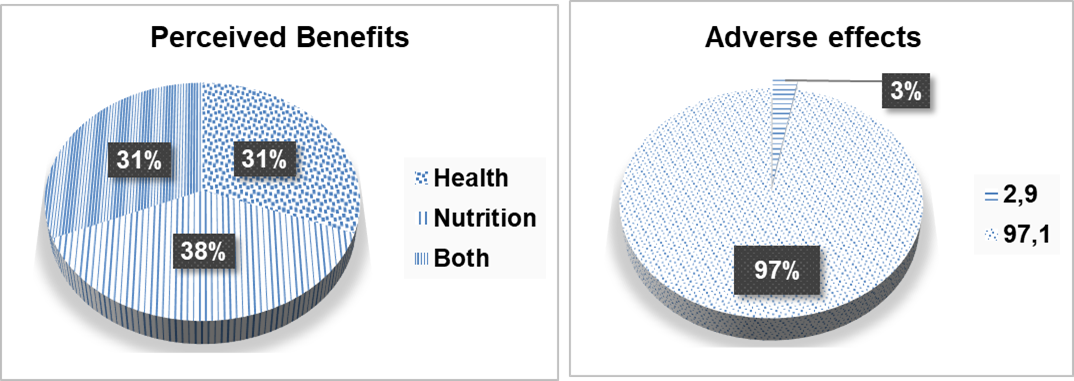 Perceived Benefits
31%
31%
38%
Health
Nutrition
Both
Adverse effects
3%
97%
2,9
97,1